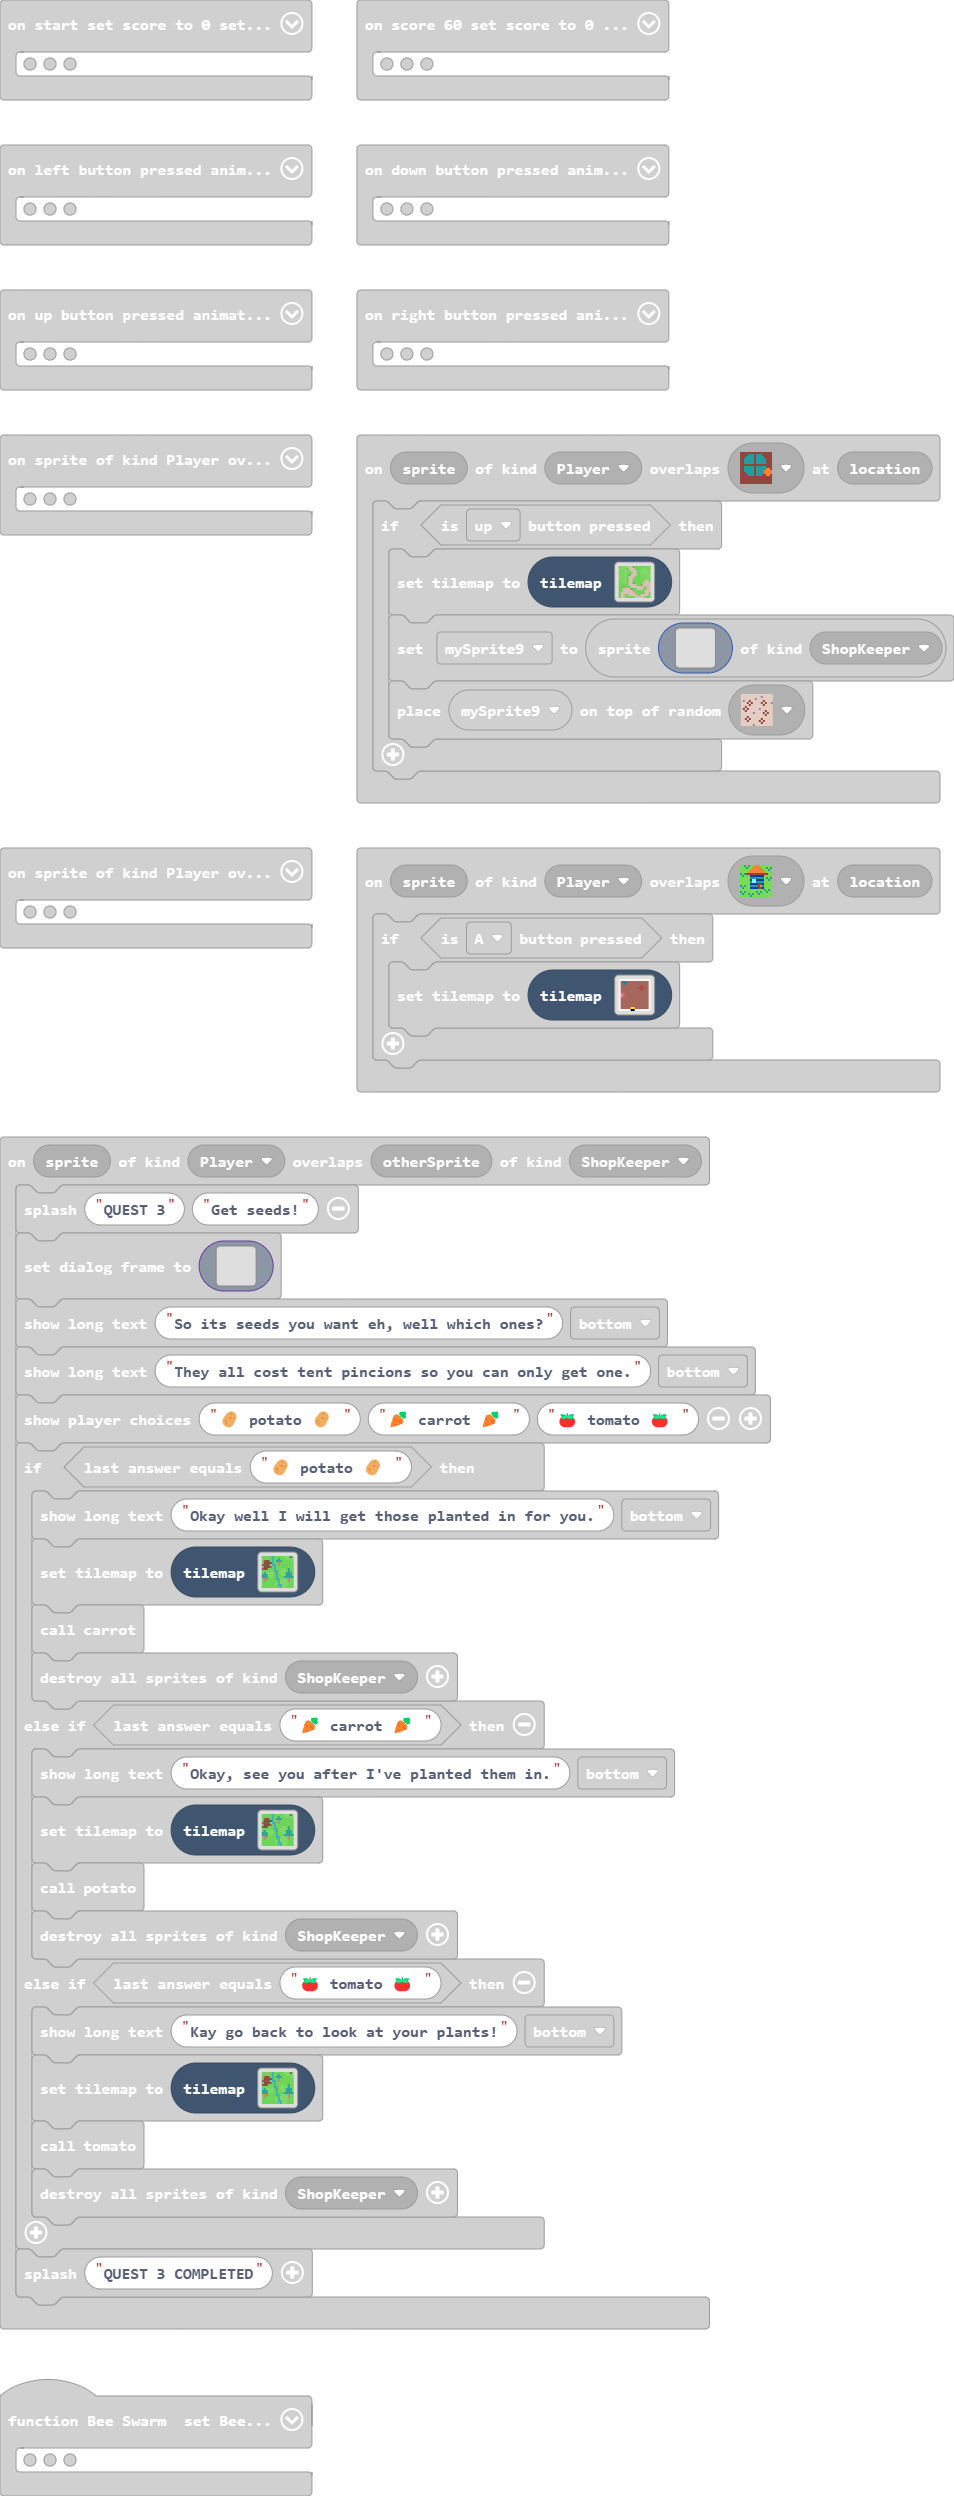 on start set score to 0 set...
on score 60 set score to 0 ...
on left button pressed anim...
on down button pressed anim...
on up button pressed animat...
on right button pressed ani...
on sprite of kind Player ov...
on sprite of kind Player overlaps at location
if is up button pressed then
set tilemap to tilemap
set mySprite9 to sprite of kind ShopKeeper
place mySprite9 on top of random
on sprite of kind Player ov...
on sprite of kind Player overlaps at location
if is A button pressed then
set tilemap to tilemap
on sprite of kind Player overlaps otherSprite of kind ShopKeeper
splash "QUEST 3" "Get seeds!"
set dialog frame to
show long text "So its seeds you want eh, well which ones?" bottom
show long text "They all cost tent pincions so you can only get one." bottom
show player choices "🥔 potato 🥔 " "🥕 carrot 🥕 " "🍅 tomato 🍅 "
if last answer equals "🥔 potato 🥔 " then
show long text "Okay well I will get those planted in for you." bottom
set tilemap to tilemap
call carrot
destroy all sprites of kind ShopKeeper
else if last answer equals "🥕 carrot 🥕 " then
show long text "Okay, see you after I've planted them in." bottom
set tilemap to tilemap
call potato
destroy all sprites of kind ShopKeeper
else if last answer equals "🍅 tomato 🍅 " then
show long text "Kay go back to look at your plants!" bottom
set tilemap to tilemap
call tomato
destroy all sprites of kind ShopKeeper
splash "QUEST 3 COMPLETED"
function Bee Swarm set Bee...